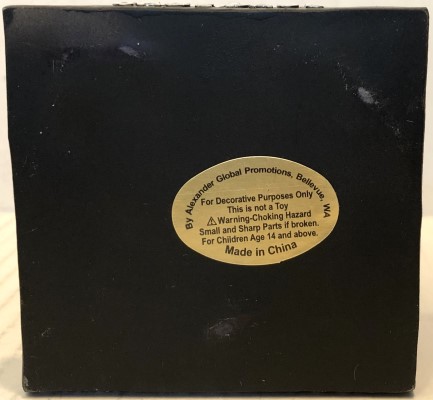 By Alexander Global Promotions, Bellevue, WA
For Decorative Purposes Only
This is not a Toy
⚠Warning-Choking Hazard
Small and Sharp Parts if broken.
For Children Age 14 and above.
Made in China